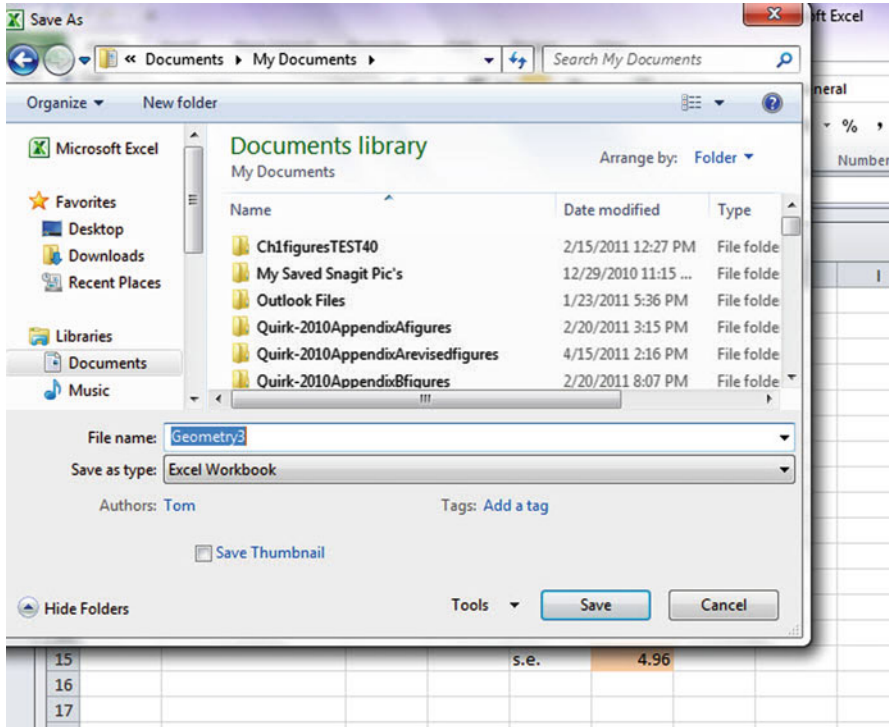 Save As
ft Excel
« Documents ▸ My Documents ▸
Search My Documents
Organize
New folder
neral
% ,
Number
Microsoft Excel
Favorites
Desktop
Downloads
Recent Places
Libraries
Documents
Music
Documents library
My Documents
Arrange by: Folder
Name Date modified Type
Ch1figuresTEST40 2/15/2011 12:27 PM File folde
My Saved Snagit Pic's 12/29/2010 11:15 ... File folde
Outlook Files 1/23/2011 5:36 PM File folde
Quirk-2010AppendixAfigures 2/20/2011 3:15 PM File folde
Quirk-2010AppendixArevisedfigures 4/15/2011 2:16 PM File folde
Quirk-2010AppendixBfigures 2/20/2011 8:07 PM File folde
I
File name: Geometry3
Save as type: Excel Workbook
Authors: Tom Tags: Add a tag
Save Thumbnail
Hide Folders
Tools Save Cancel
15 s.e. 4.96
16
17